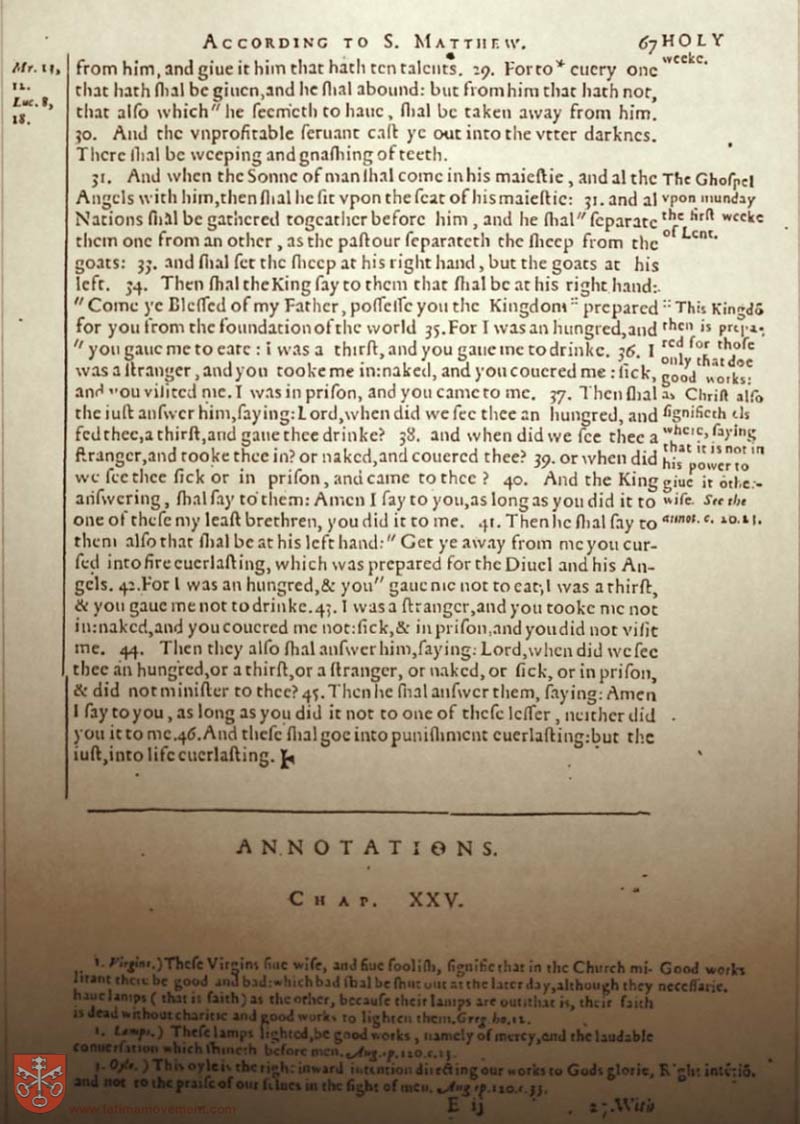 ACCORDING TO S. MATTHEW. 67 HOLY
weeke.
Mr. 13,
12.
Luc. 8,
18.
from him, and giue it him that hath ten talents. 29. For to * euery one
that hath ſhal be giuen, and he ſhal abound: but from him that hath not,
that alſo which " he ſeemeth to haue, ſhal be taken away from him.
30. And the vnprofitable ſeruant caſt ye out into the vtter darknes.
There ſhal be weeping and gnaſhing of teeth.
31. And when the Sonne of man ſhal come in his maieſtie, and al the
Angels with him, then ſhal he ſit vpon the ſeat of his maieſtie: 31. and al
Nations ſhal be gathered togeather before him, and he ſhal " ſeparate
them one from an other, as the paſtour ſeparateth the ſheep from the
goats: 33. and ſhal ſet the ſheep at his right hand, but the goats at his
left. 34. Then ſhal the King ſay to them that ſhal be at his right hand:
" Come ye Bleſſed of my Father, poſſeſſe you the Kingdom :: prepared
for you from the foundation of the world 35. For I was an hungred, and
" you gaue me to eate: i was a thirſt, and you gaue me to drinke. 36. I
was a ſtranger, and you tooke me in: naked, and you couered me: ſick,
and you viſited me. I was in priſon, and you came to me. 37. Then ſhal
the iuſt anſwer him, ſaying: Lord, when did we ſee thee an hungred, and
fed thee, a thirſt, and gaue thee drinke? 38. and when did we ſee thee a
ſtranger, and tooke thee in? or naked, and couered thee? 39. or when did
we ſee thee ſick or in priſon, and came to thee? 40. And the King
anſwering, ſhal ſay to them: Amen I ſay to you, as long as you did it to
one of theſe my leaſt brethren, you did it to me. 41. Then he ſhal ſay to
them alſo that ſhal be at his left hand: " Get ye away from me you cur-
ſed into fire euerlaſting, which was prepared for the Diuel and his An-
gels. 42. For I was an hungred, & you " gaue me not to eat; I was a thirſt,
& you gaue me not to drinke. 43. I was a ſtranger, and you tooke me not
in: naked, and you couered me not: ſick, & in priſon, and you did not viſit
me. 44. Then they alſo ſhal anſwer him, ſaying: Lord, when did we ſee
thee an hungred, or a thirſt, or a ſtranger, or naked, or ſick, or in priſon,
& did not miniſter to thee? 45. Then he ſhal anſwer them, ſaying: Amen
I ſay to you, as long as you did it not to one of theſe leſſer, neither did
you it to me. 46. And theſe ſhal goe into puniſhment euerlaſting: but the
iuſt, into life euerlaſting.
The Ghoſpel
vpon munday
the firſt weeke
of Lent.
:: This Kingdõ
then is prepa-
red for thoſe
only that doe
good works:
as Chriſt alſo
ſignifieth els
where, ſaying
that it is not in
his power to
giue it other-
wiſe. See the
annot. c. 20. 23.
ANNOTATIONS.
CHAP. XXV.
1. Virgins.) Theſe Virgins fiue wiſe, and fiue fooliſh, ſignifie that in the Church mi-
litant there be good and bad: which bad ſhal be ſhut out at the later day, although they
haue lamps (that is faith) as the other, becauſe their lamps are out: that is, their faith
is dead without charitie and good works to lighten them. Greg. ho. 12.
Good works
neceſſarie.
1. Lamps.) Theſe lamps lighted, be good works, namely of mercy, and the laudable
conuerſation which ſhineth before men. Aug. ep. 120. c. 33.
3. Oyle.) This oyle is the right inward intention directing our works to Gods glorie,
and not to the praiſe of our ſelues in the ſight of men. Aug. ep. 120. c. 33.
Right intẽtiõ.
E ij 27. With
www.fatimamovement.com